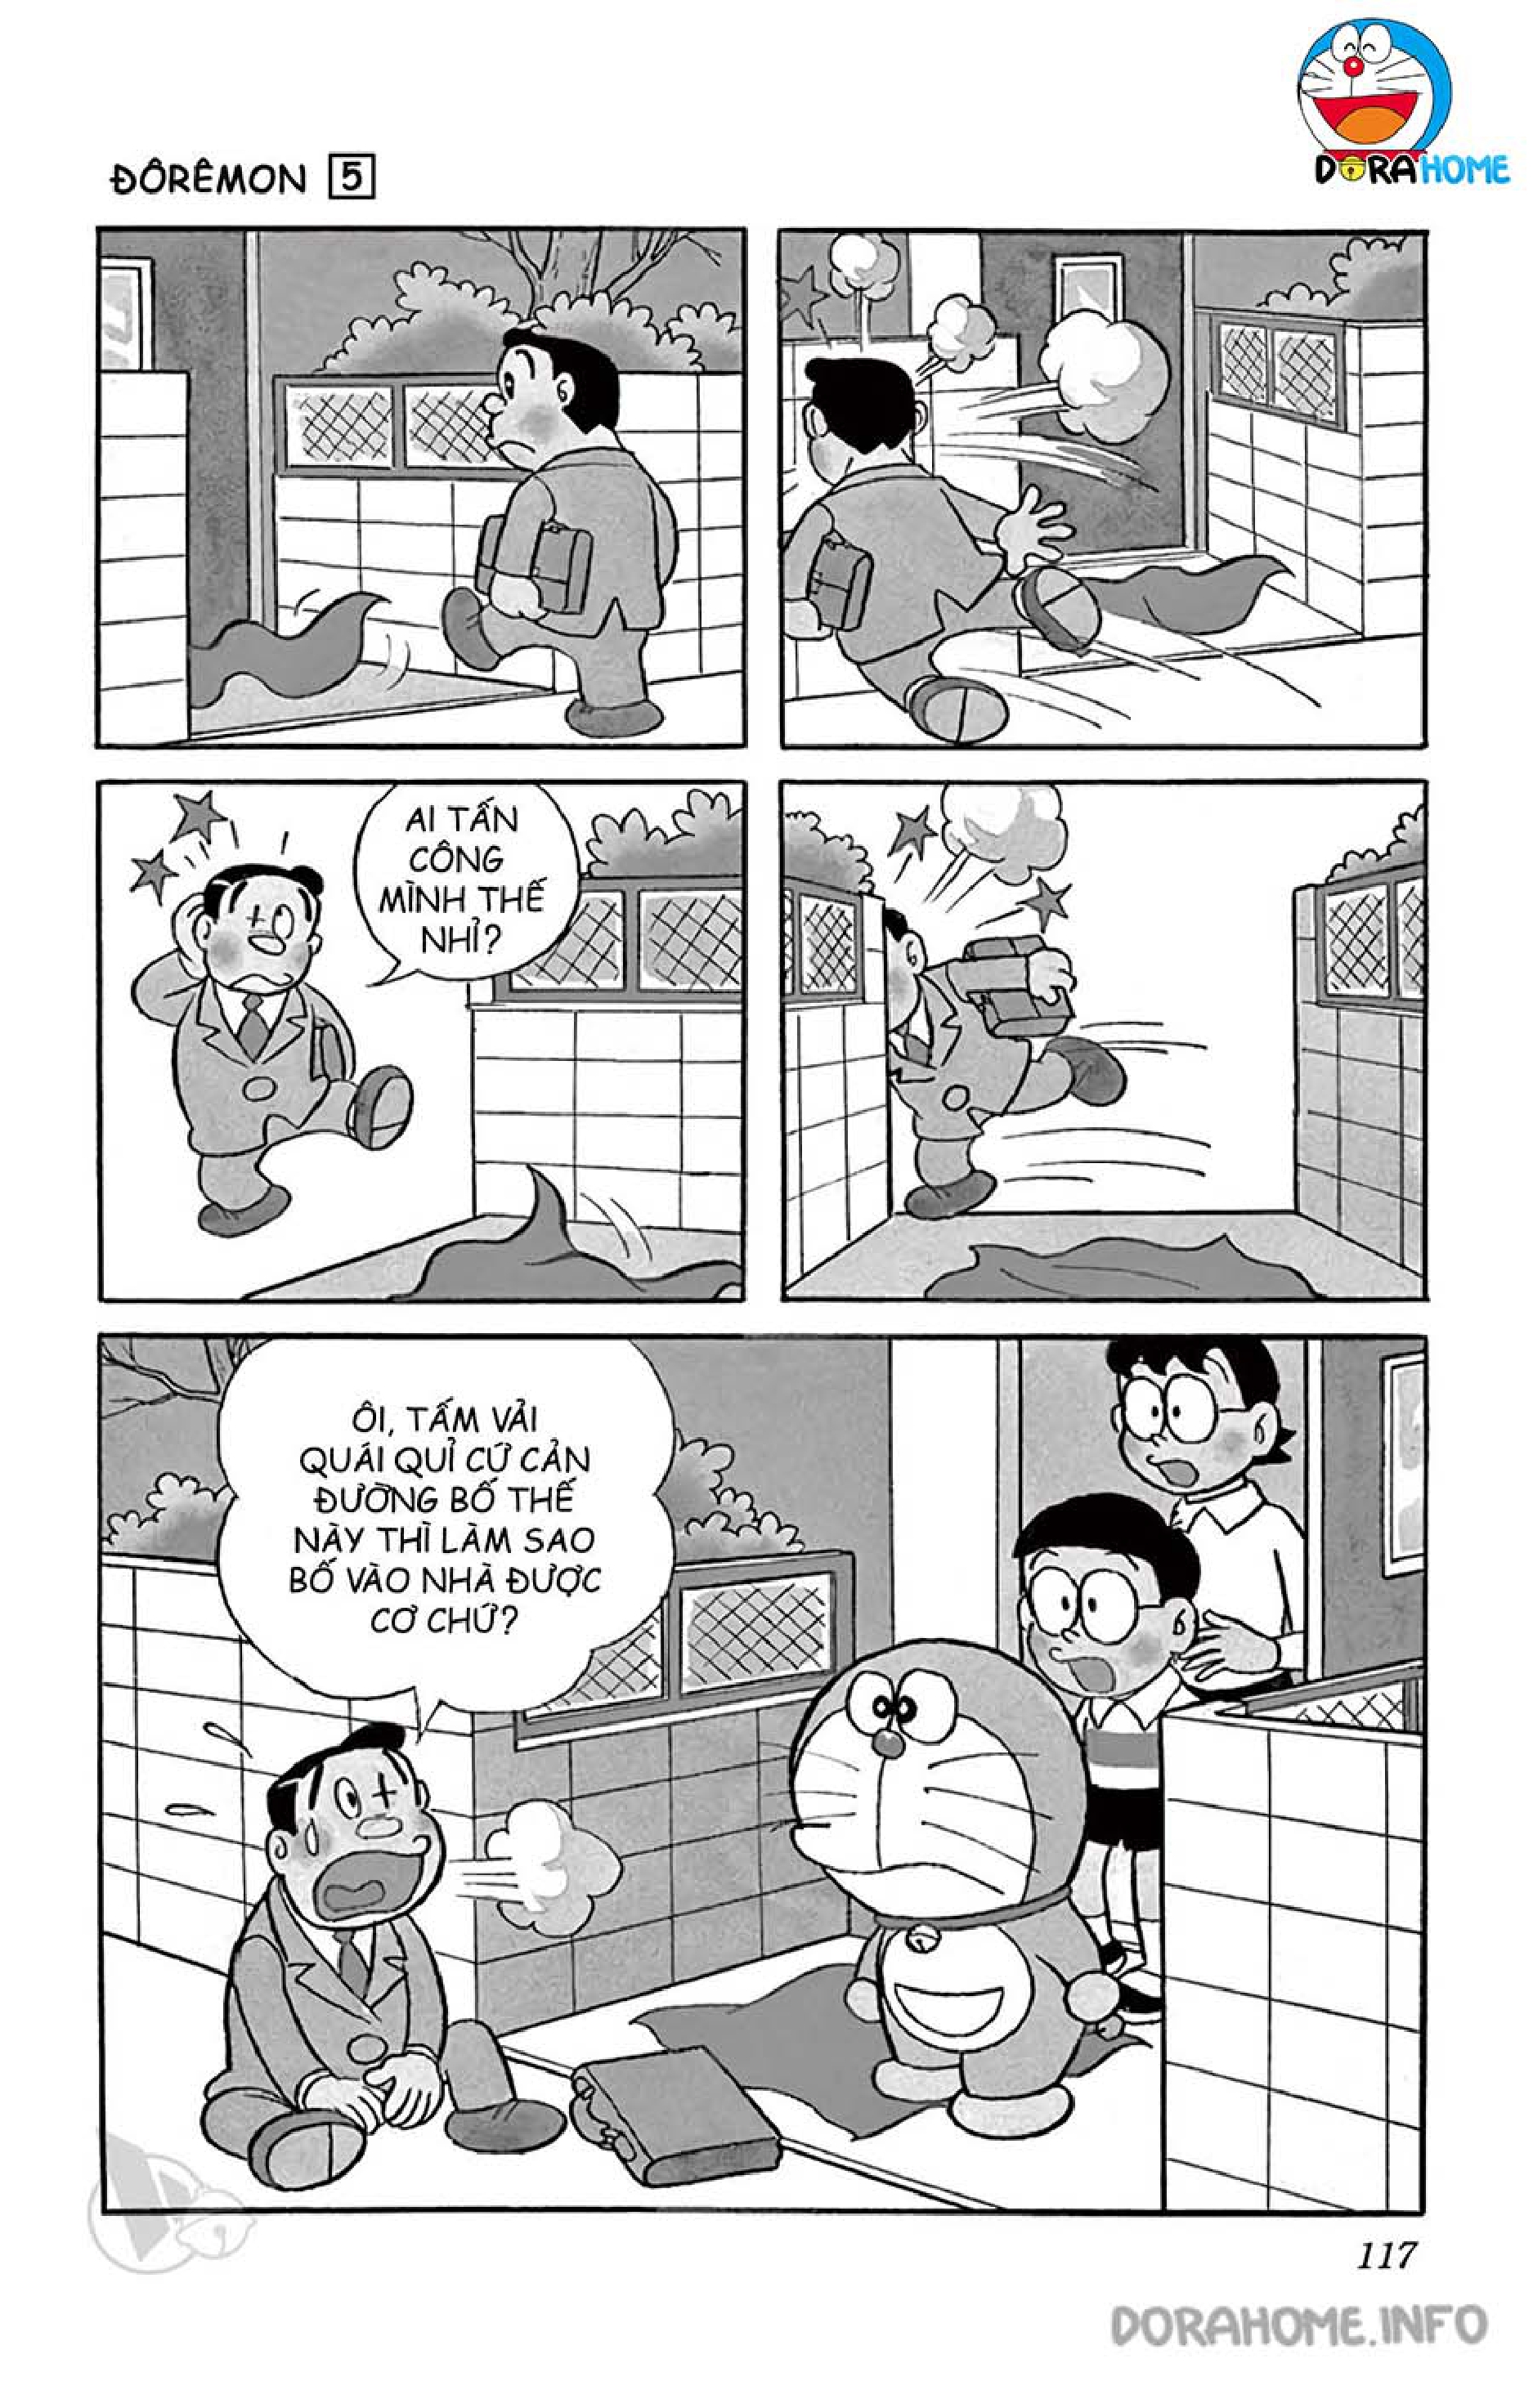 DORAHOME
ĐÔRÊMON 5
AI TẤN
CÔNG
MÌNH THẾ
NHỈ?
ÔI, TẤM VẢI
QUÁI QUỈ CỨ CẢN
ĐƯỜNG BỐ THẾ
NÀY THÌ LÀM SAO
BỐ VÀO NHÀ ĐƯỢC
CƠ CHỨ?
117
DORAHOME.INFO